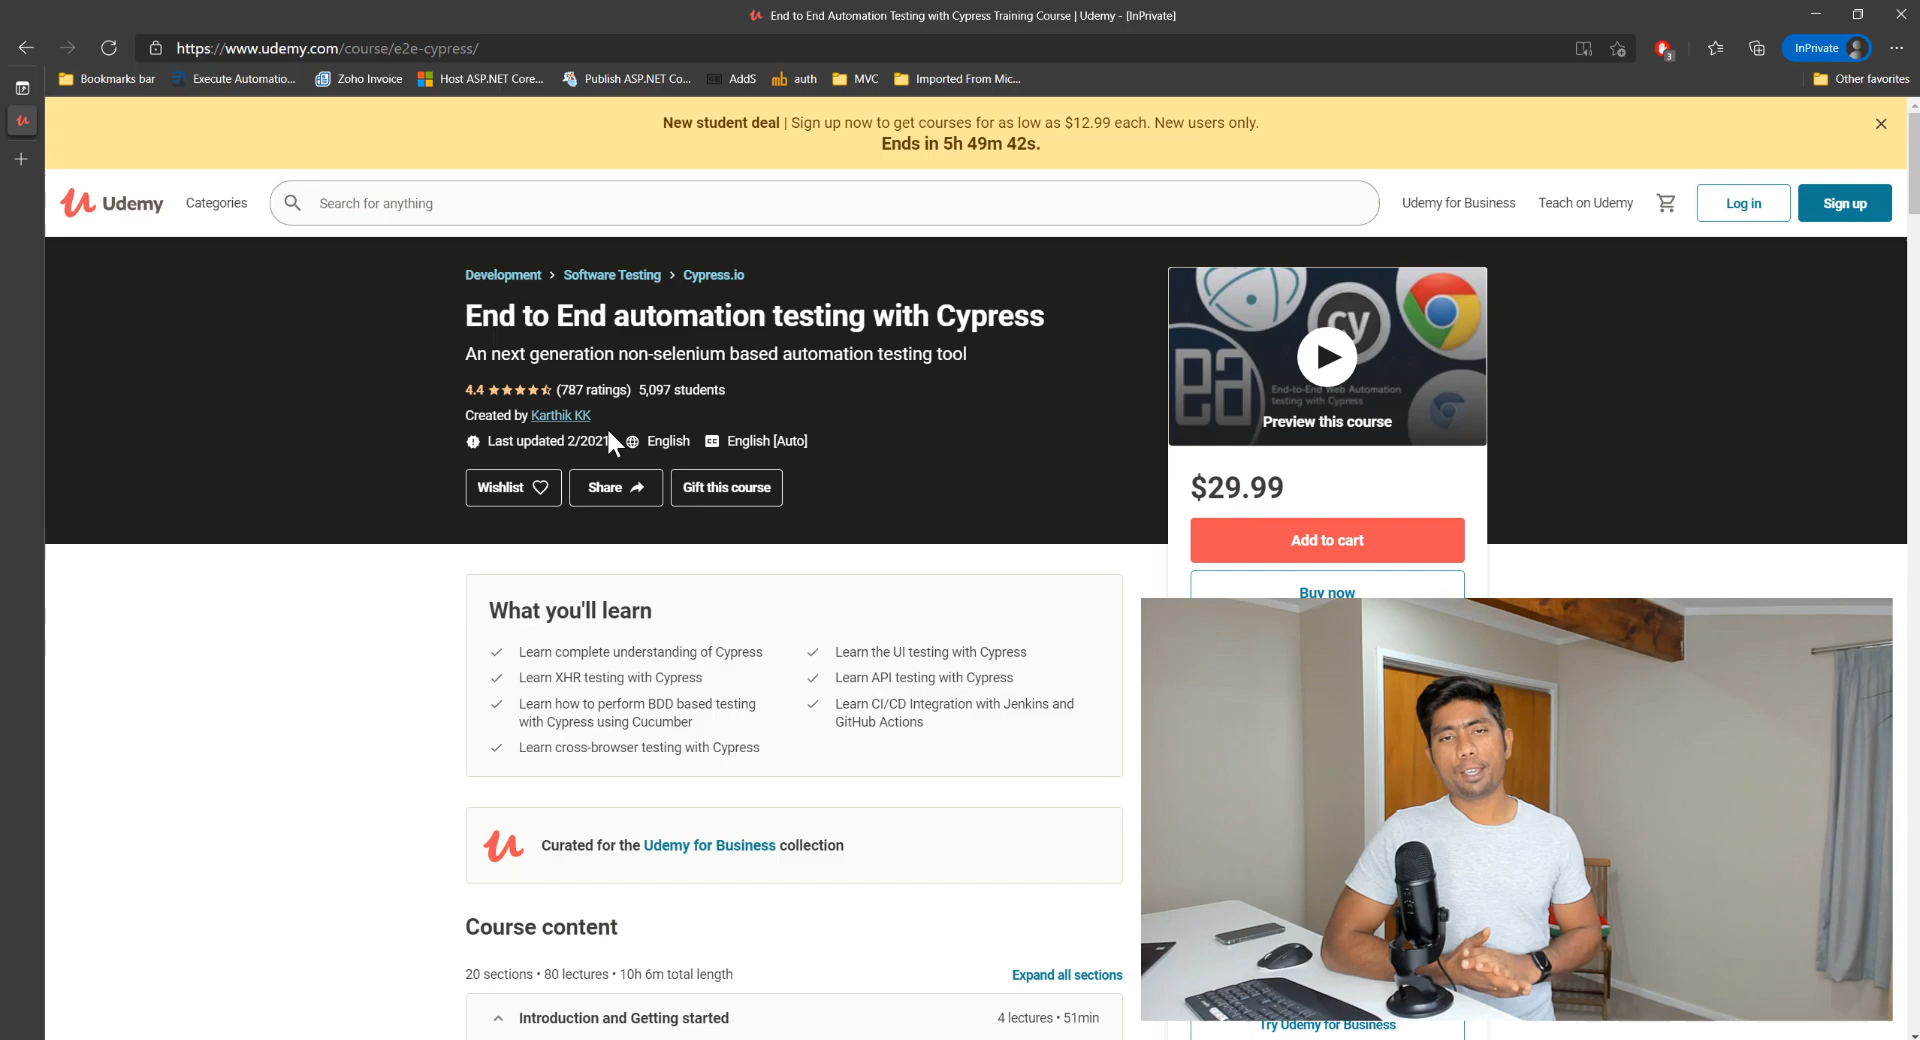 End to End Automation Testing with Cypress Training Course | Udemy - [InPrivate]
https://www.udemy.com/course/e2e-cypress/
3
InPrivate
Bookmarks bar
Execute Automatio...
Zoho Invoice
Host ASP.NET Core...
Publish ASP.NET Co...
AddS
auth
MVC
Imported From Mic...
Other favorites
New student deal | Sign up now to get courses for as low as $12.99 each. New users only.
Ends in 5h 49m 42s.
Udemy
Categories
Search for anything
Udemy for Business
Teach on Udemy
Log in
Sign up
Development > Software Testing > Cypress.io
End to End automation testing with Cypress
An next generation non-selenium based automation testing tool
4.4 (787 ratings) 5,097 students
Created by Karthik KK
Last updated 2/2021 English English [Auto]
Wishlist
Share
Gift this course
cy
ea
End-to-End Web Automation
testing with Cypress
Preview this course
$29.99
Add to cart
Buy now
What you'll learn
Learn complete understanding of Cypress
Learn XHR testing with Cypress
Learn how to perform BDD based testing
with Cypress using Cucumber
Learn cross-browser testing with Cypress
Learn the UI testing with Cypress
Learn API testing with Cypress
Learn CI/CD Integration with Jenkins and
GitHub Actions
Curated for the Udemy for Business collection
Course content
20 sections • 80 lectures • 10h 6m total length
Expand all sections
Introduction and Getting started
4 lectures • 51min
Try Udemy for Business